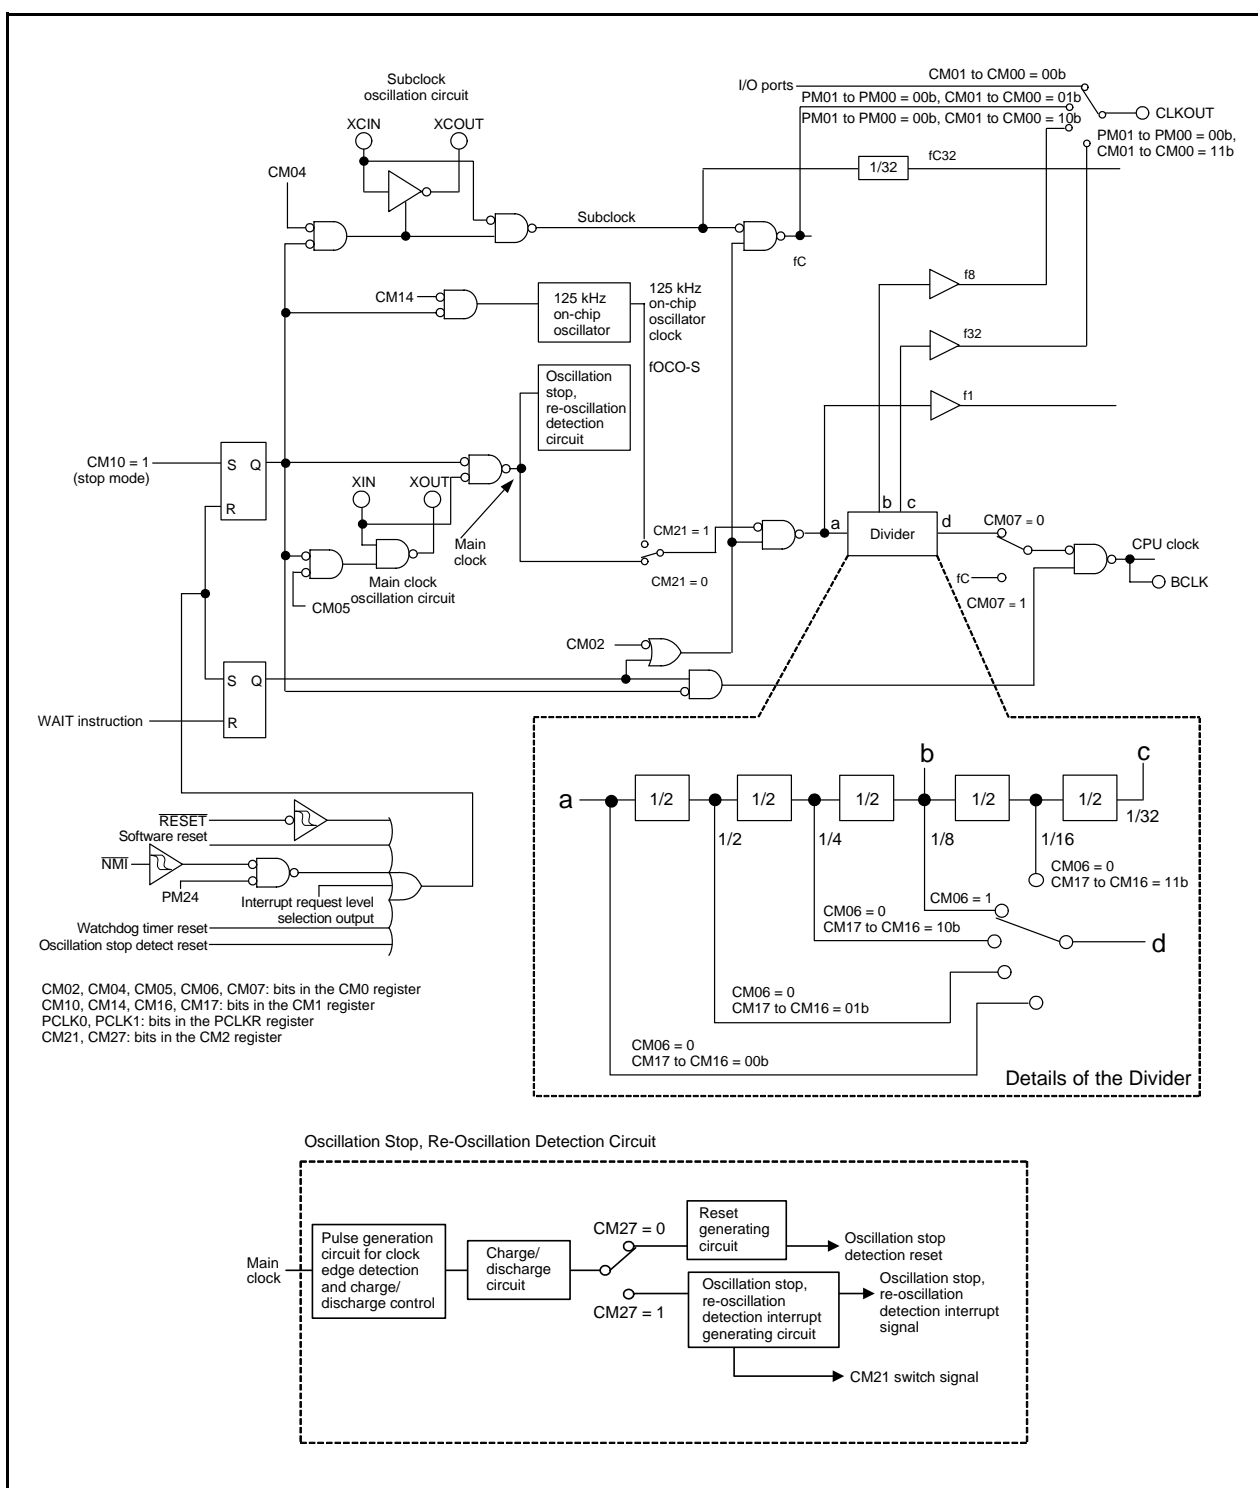 Subclock
oscillation circuit
XCIN
XCOUT
CM04
Subclock
I/O ports
CM01 to CM00 = 00b
PM01 to PM00 = 00b, CM01 to CM00 = 01b
PM01 to PM00 = 00b, CM01 to CM00 = 10b
CLKOUT
PM01 to PM00 = 00b,
CM01 to CM00 = 11b
1/32
fC32
fC
CM14
125 kHz
on-chip
oscillator
125 kHz
on-chip
oscillator
clock
fOCO-S
f8
f32
f1
Oscillation
stop,
re-oscillation
detection
circuit
CM10 = 1
(stop mode)
S
Q
R
XIN
XOUT
Main
clock
Main clock
oscillation circuit
CM05
CM21 = 1
CM21 = 0
a
b
c
d
Divider
CM07 = 0
fC
CM07 = 1
CPU clock
BCLK
CM02
S
Q
R
WAIT instruction
RESET
Software reset
NMI
PM24
Interrupt request level
selection output
Watchdog timer reset
Oscillation stop detect reset
CM02, CM04, CM05, CM06, CM07: bits in the CM0 register
CM10, CM14, CM16, CM17: bits in the CM1 register
PCLK0, PCLK1: bits in the PCLKR register
CM21, CM27: bits in the CM2 register
a
1/2
1/2
1/2
b
1/2
1/2
c
1/2
1/4
1/8
1/16
1/32
CM06 = 0
CM17 to CM16 = 11b
CM06 = 1
CM06 = 0
CM17 to CM16 = 10b
d
CM06 = 0
CM17 to CM16 = 01b
CM06 = 0
CM17 to CM16 = 00b
Details of the Divider
Oscillation Stop, Re-Oscillation Detection Circuit
Main
clock
Pulse generation
circuit for clock
edge detection
and charge/
discharge control
Charge/
discharge
circuit
CM27 = 0
CM27 = 1
Reset
generating
circuit
Oscillation stop
detection reset
Oscillation stop,
re-oscillation
detection interrupt
generating circuit
Oscillation stop,
re-oscillation
detection interrupt
signal
CM21 switch signal